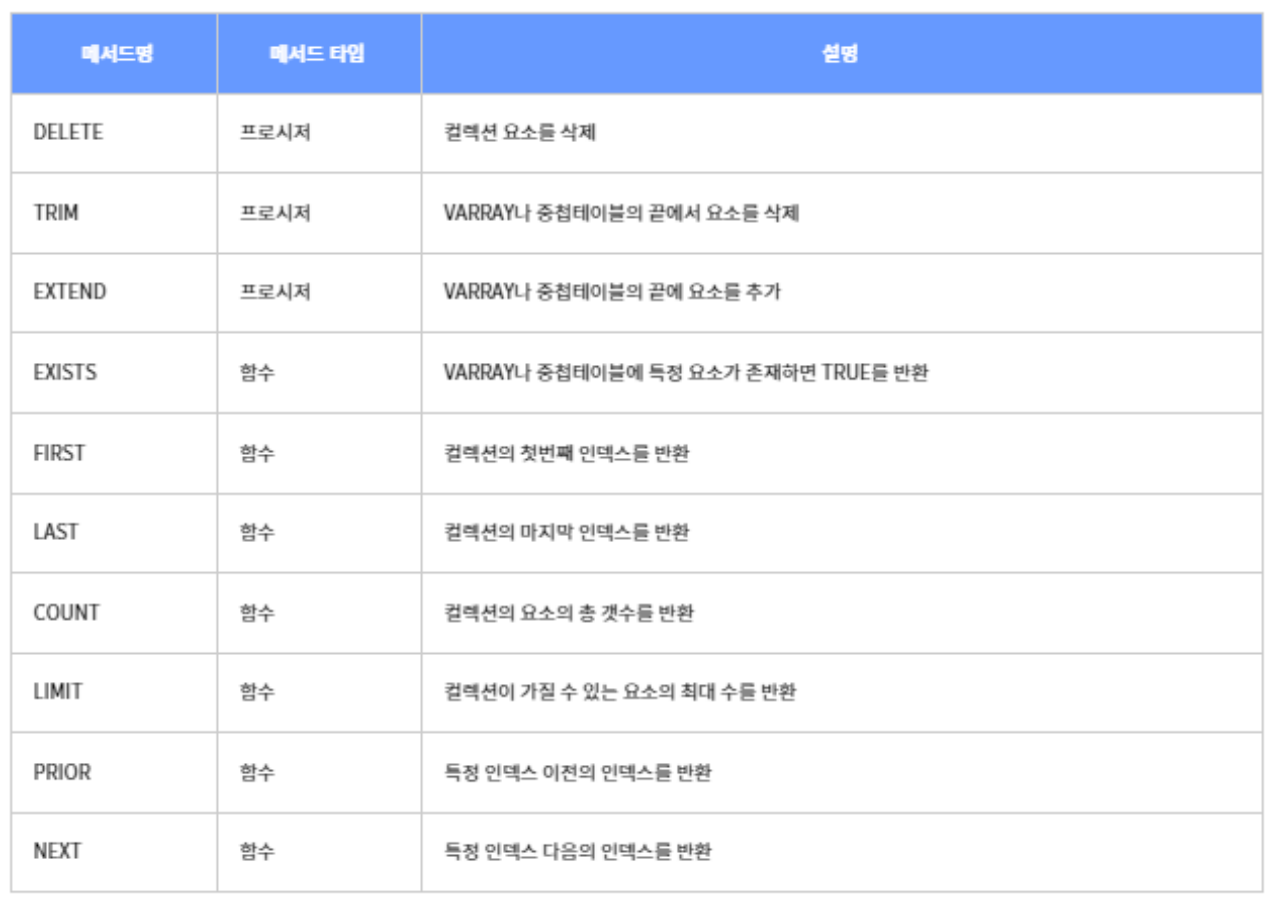 메서드명 메서드 타입 설명
DELETE 프로시저 컬렉션 요소를 삭제
TRIM 프로시저 VARRAY나 중첩테이블의 끝에서 요소를 삭제
EXTEND 프로시저 VARRAY나 중첩테이블의 끝에 요소를 추가
EXISTS 함수 VARRAY나 중첩테이블에 특정 요소가 존재하면 TRUE를 반환
FIRST 함수 컬렉션의 첫번째 인덱스를 반환
LAST 함수 컬렉션의 마지막 인덱스를 반환
COUNT 함수 컬렉션의 요소의 총 갯수를 반환
LIMIT 함수 컬렉션이 가질 수 있는 요소의 최대 수를 반환
PRIOR 함수 특정 인덱스 이전의 인덱스를 반환
NEXT 함수 특정 인덱스 다음의 인덱스를 반환